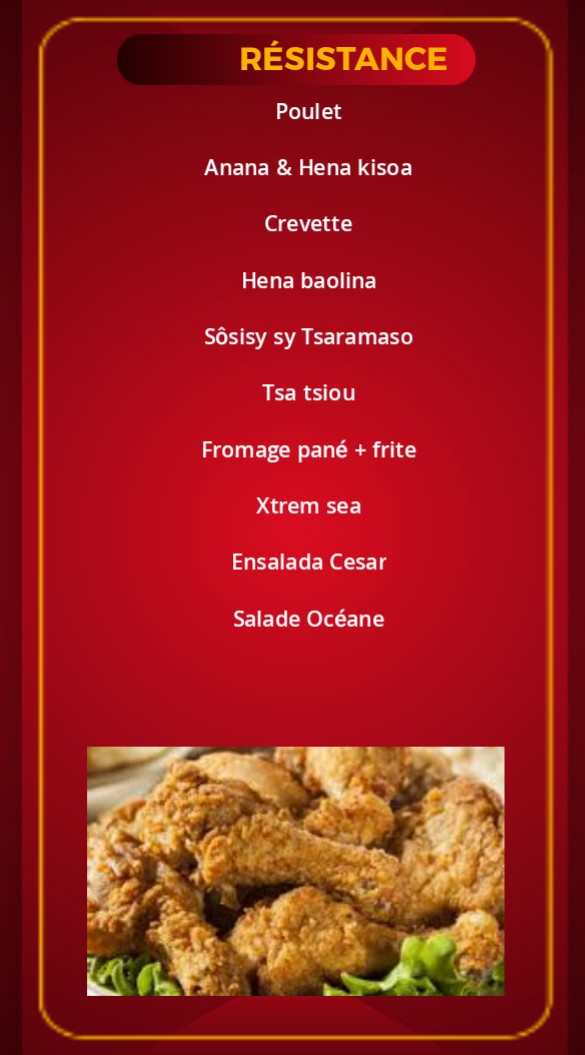 RÉSISTANCE
Poulet
Anana & Hena kisoa
Crevette
Hena baolina
Sôsisy sy Tsaramaso
Tsa tsiou
Fromage pané + frite
Xtrem sea
Ensalada Cesar
Salade Océane